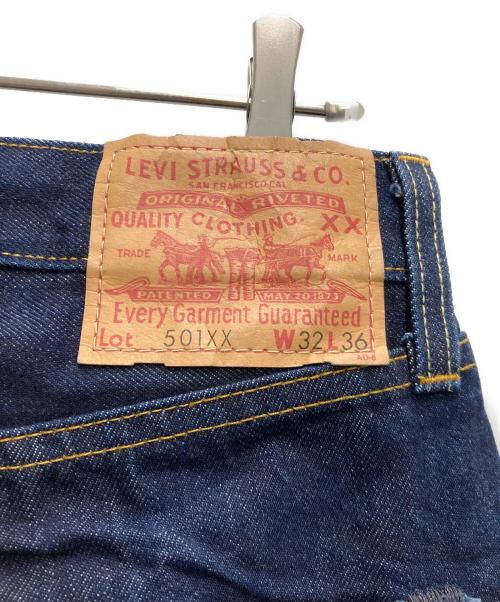 LEVI STRAUSS & CO.
SAN FRANCISCO, CAL.
ORIGINAL RIVETED
QUALITY CLOTHING. XX
TRADE MARK
PATENTED MAY 20 1873
Every Garment Guaranteed
Lot 501XX W32 L36